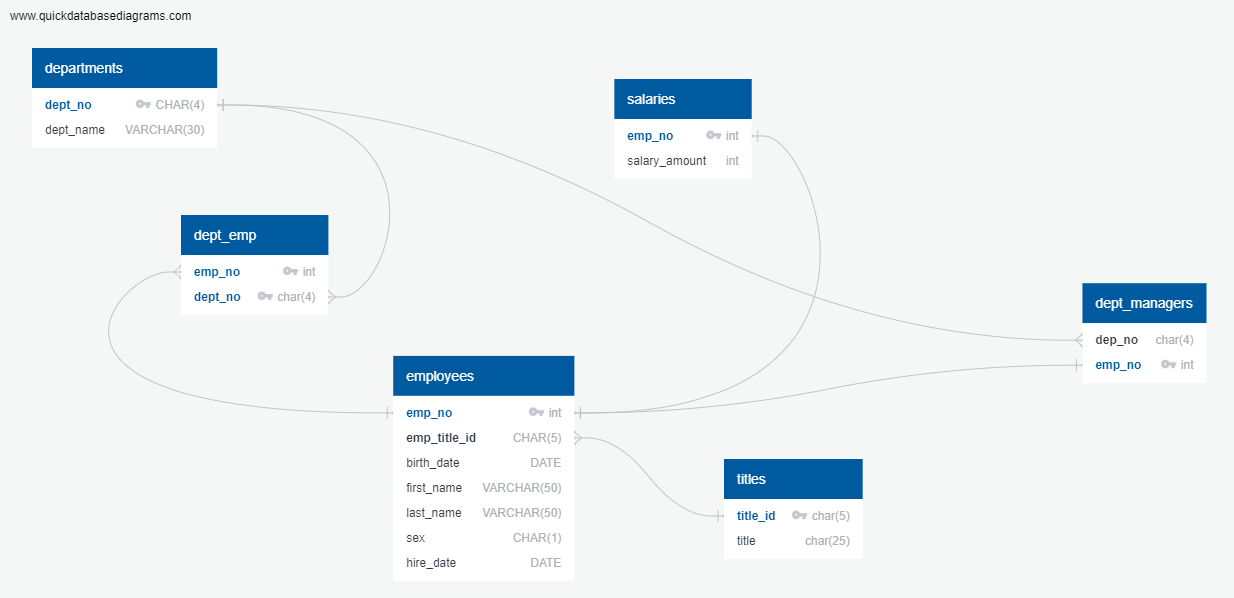 www.quickdatabasediagrams.com
departments
dept_no CHAR(4)
dept_name VARCHAR(30)
salaries
emp_no int
salary_amount int
dept_emp
emp_no int
dept_no char(4)
dept_managers
dep_no char(4)
emp_no int
employees
emp_no int
emp_title_id CHAR(5)
birth_date DATE
first_name VARCHAR(50)
last_name VARCHAR(50)
sex CHAR(1)
hire_date DATE
titles
title_id char(5)
title char(25)